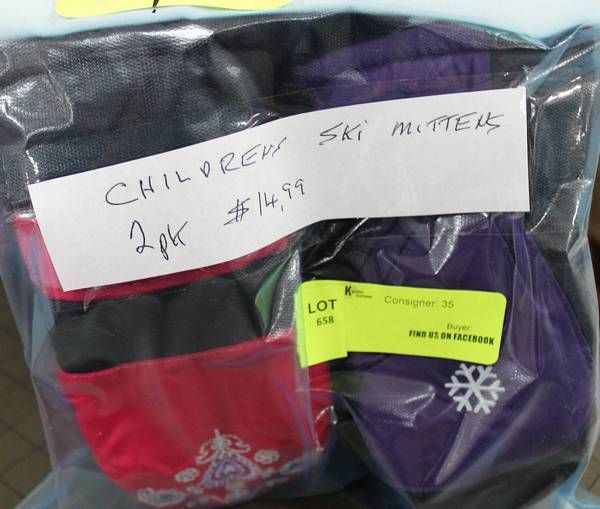 CHILDRENS SKI MITTENS
2pk $14.99
LOT
658
Consigner: 35
Buyer:
FIND US ON FACEBOOK